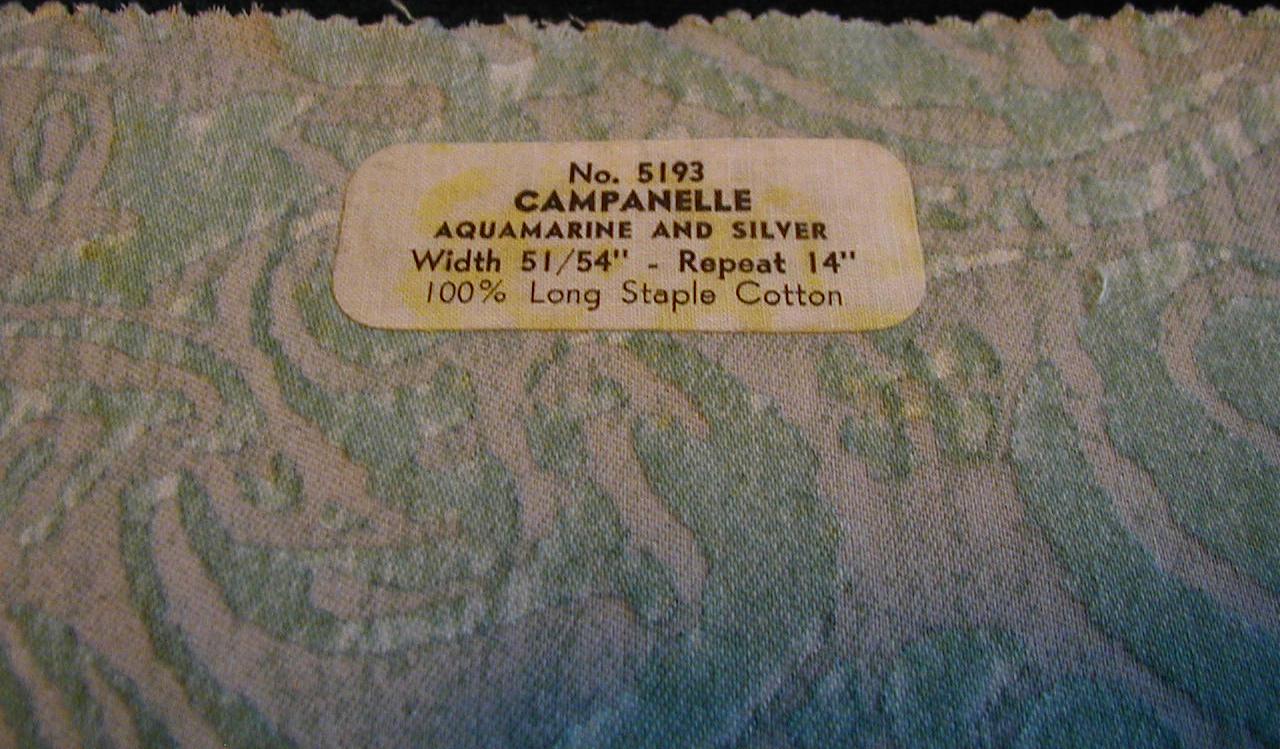 No. 5193
CAMPANELLE
AQUAMARINE AND SILVER
Width 51/54" - Repeat 14"
100% Long Staple Cotton